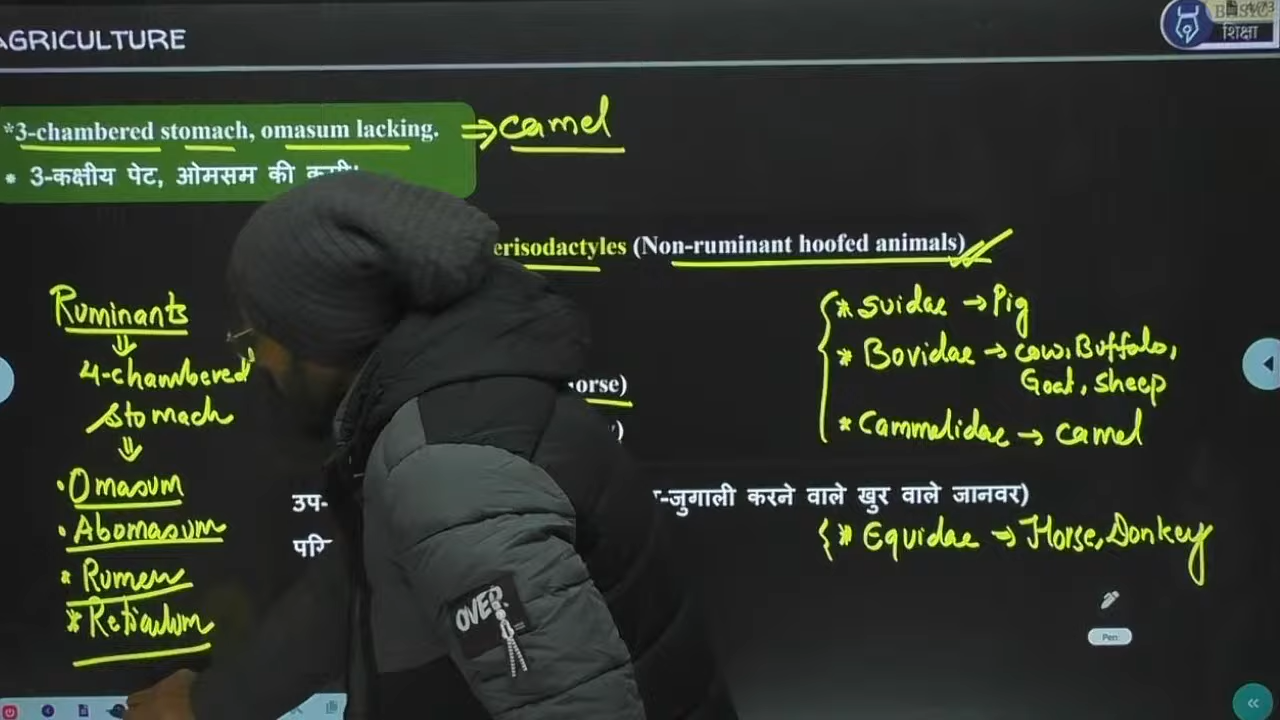 AGRICULTURE
शिक्षा
*3-chambered stomach, omasum lacking. ⇒ camel
• 3-कक्षीय पेट, ओमसम की
erisodactyles (Non-ruminant hoofed animals)
Ruminants
4-chambered
stomach
• Omasum
• Abomasum
* Rumen
* Reticulum
orse)
* suidae → Pig
* Bovidae → cow, Buffalo,
Goat, sheep
* Cammelidae → camel
उप-
-जुगाली करने वाले खुर वाले जानवर)
* Equidae → Horse, Donkey
Pen
OVER